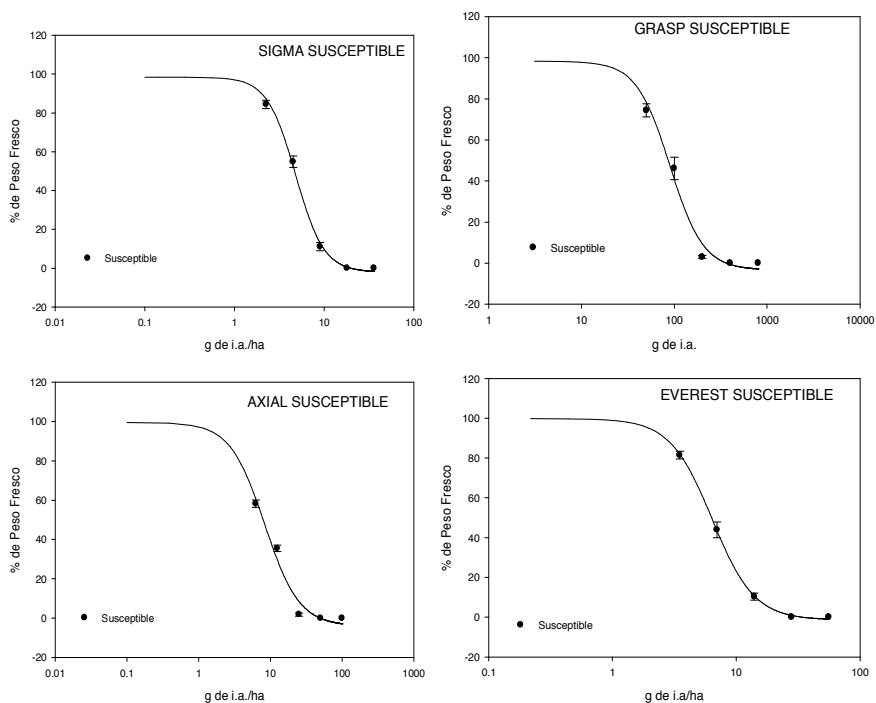 SIGMA SUSCEPTIBLE
% de Peso Fresco
120
100
80
60
40
20
0
-20
Susceptible
0.01 0.1 1 10 100
g de i.a./ha
GRASP SUSCEPTIBLE
% de Peso Fresco
120
100
80
60
40
20
0
-20
Susceptible
1 10 100 1000 10000
g de i.a.
AXIAL SUSCEPTIBLE
% de Peso Fresco
120
100
80
60
40
20
0
-20
Susceptible
0.01 0.1 1 10 100 1000
g de i.a./ha
EVEREST SUSCEPTIBLE
% de Peso Fresco
120
100
80
60
40
20
0
-20
Susceptible
0.1 1 10 100
g de i.a/ha